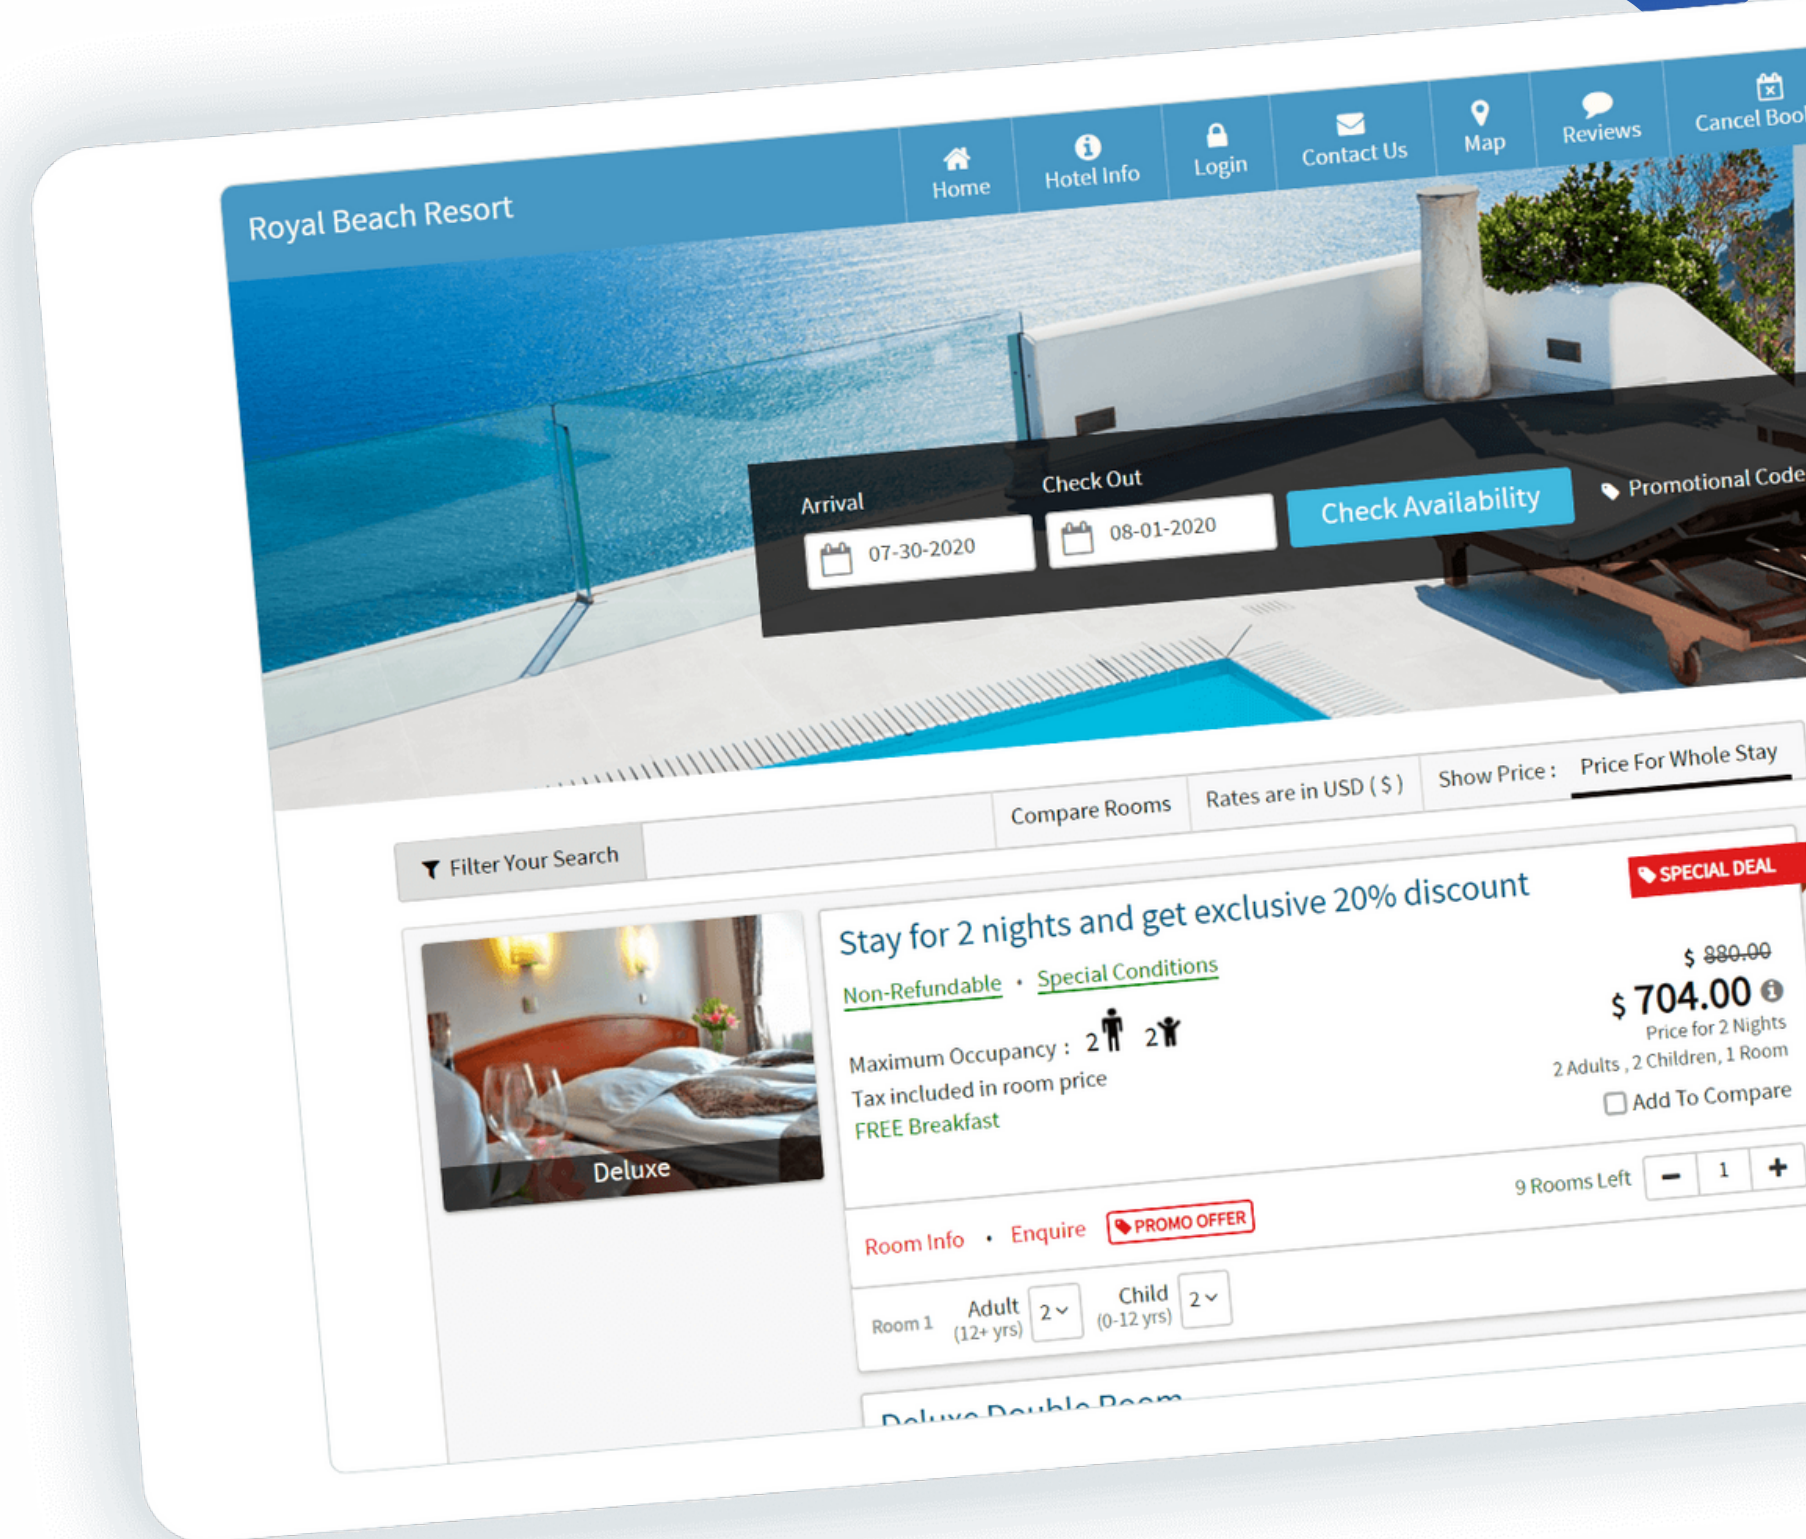 Royal Beach Resort
Home
Hotel Info
Login
Contact Us
Map
Reviews
Cancel
Arrival
Check Out
07-30-2020
08-01-2020
Check Availability
Promotional Code
Filter Your Search
Compare Rooms
Rates are in USD ( $ )
Show Price :
Price For Whole Stay
Deluxe
Stay for 2 nights and get exclusive 20% discount
SPECIAL DEAL
Non-Refundable • Special Conditions
$ 880.00
$ 704.00
Price for 2 Nights
2 Adults , 2 Children, 1 Room
Add To Compare
Maximum Occupancy : 2 2
Tax included in room price
FREE Breakfast
9 Rooms Left
1
Room Info • Enquire PROMO OFFER
Room 1
Adult
(12+ yrs)
2
Child
(0-12 yrs)
2
Deluxe Double Room